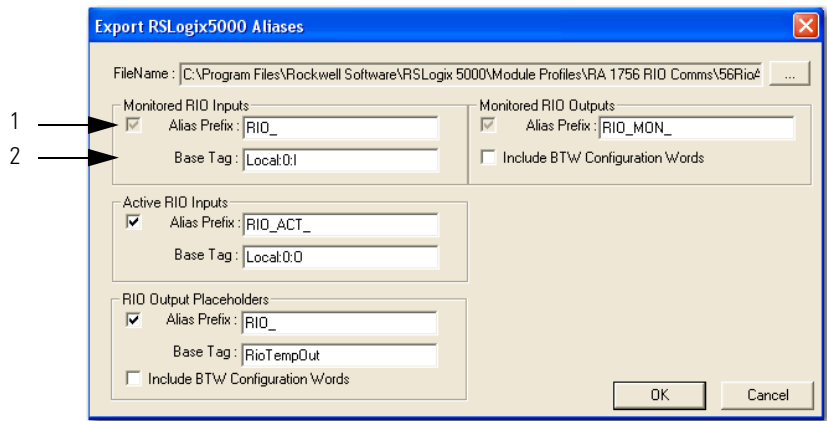 Export RSLogix5000 Aliases
FileName : C:\Program Files\Rockwell Software\RSLogix 5000\Module Profiles\RA 1756 RIO Comms\56RioA ...
Monitored RIO Inputs
1 Alias Prefix : RIO_
2 Base Tag : Local:0:I
Monitored RIO Outputs
Alias Prefix : RIO_MON_
Include BTW Configuration Words
Active RIO Inputs
Alias Prefix : RIO_ACT_
Base Tag : Local:0:O
RIO Output Placeholders
Alias Prefix : RIO_
Base Tag : RioTempOut
Include BTW Configuration Words
OK Cancel